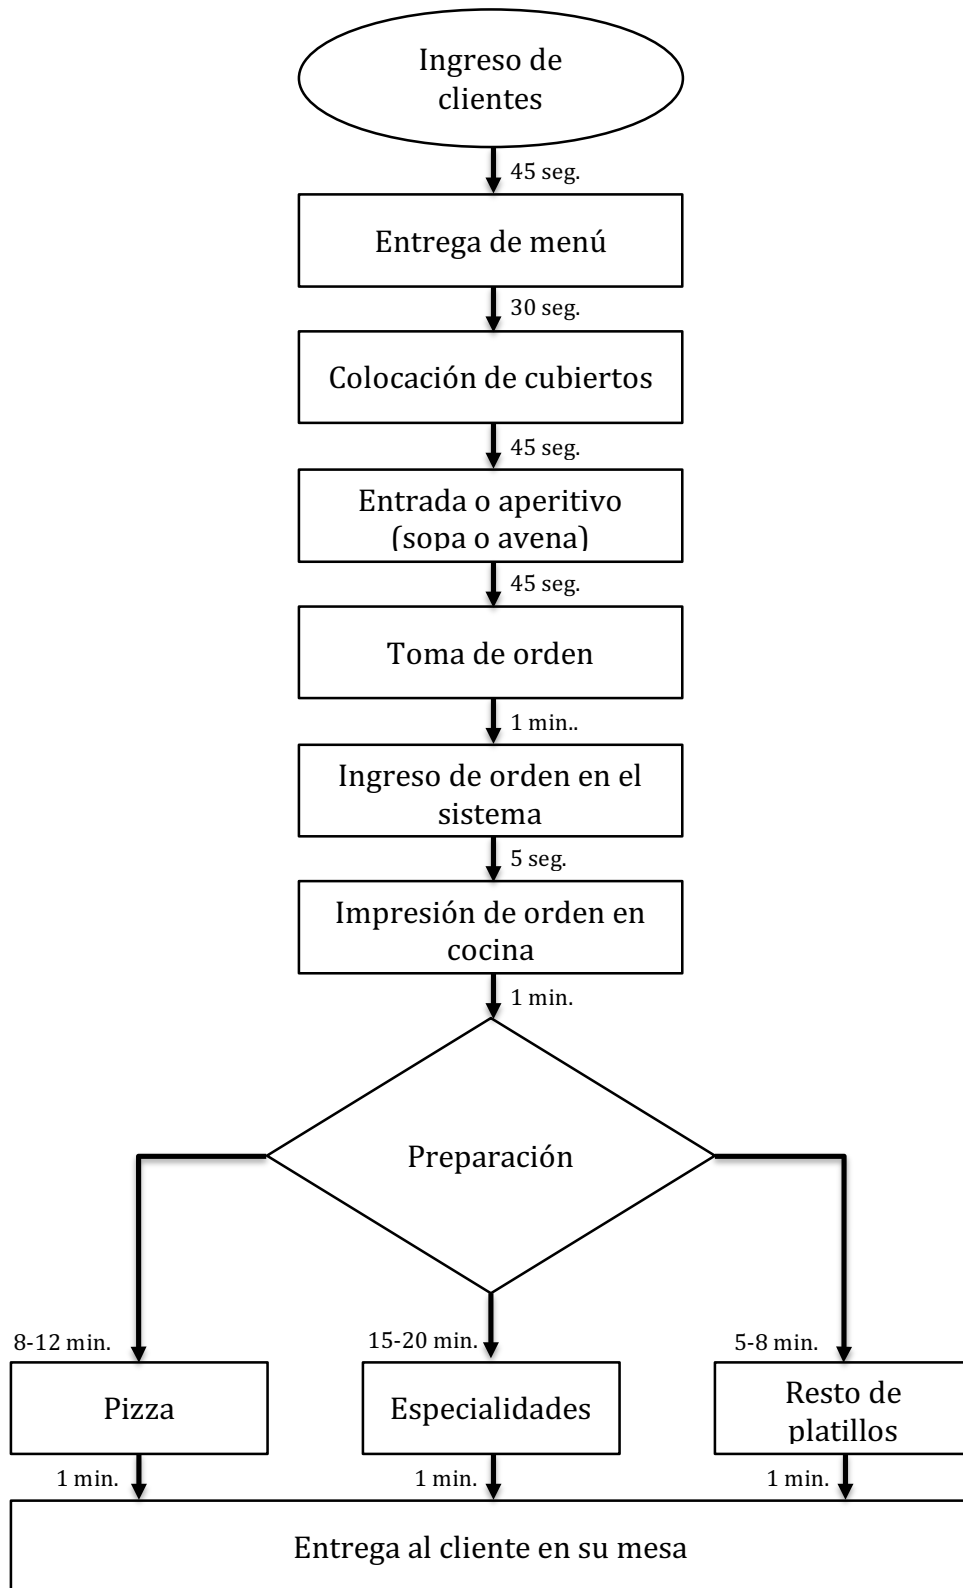 Ingreso de
clientes
45 seg.
Entrega de menú
30 seg.
Colocación de cubiertos
45 seg.
Entrada o aperitivo
(sopa o avena)
45 seg.
Toma de orden
1 min..
Ingreso de orden en el
sistema
5 seg.
Impresión de orden en
cocina
1 min.
Preparación
8-12 min.
15-20 min.
5-8 min.
Pizza
Especialidades
Resto de
platillos
1 min.
1 min.
1 min.
Entrega al cliente en su mesa